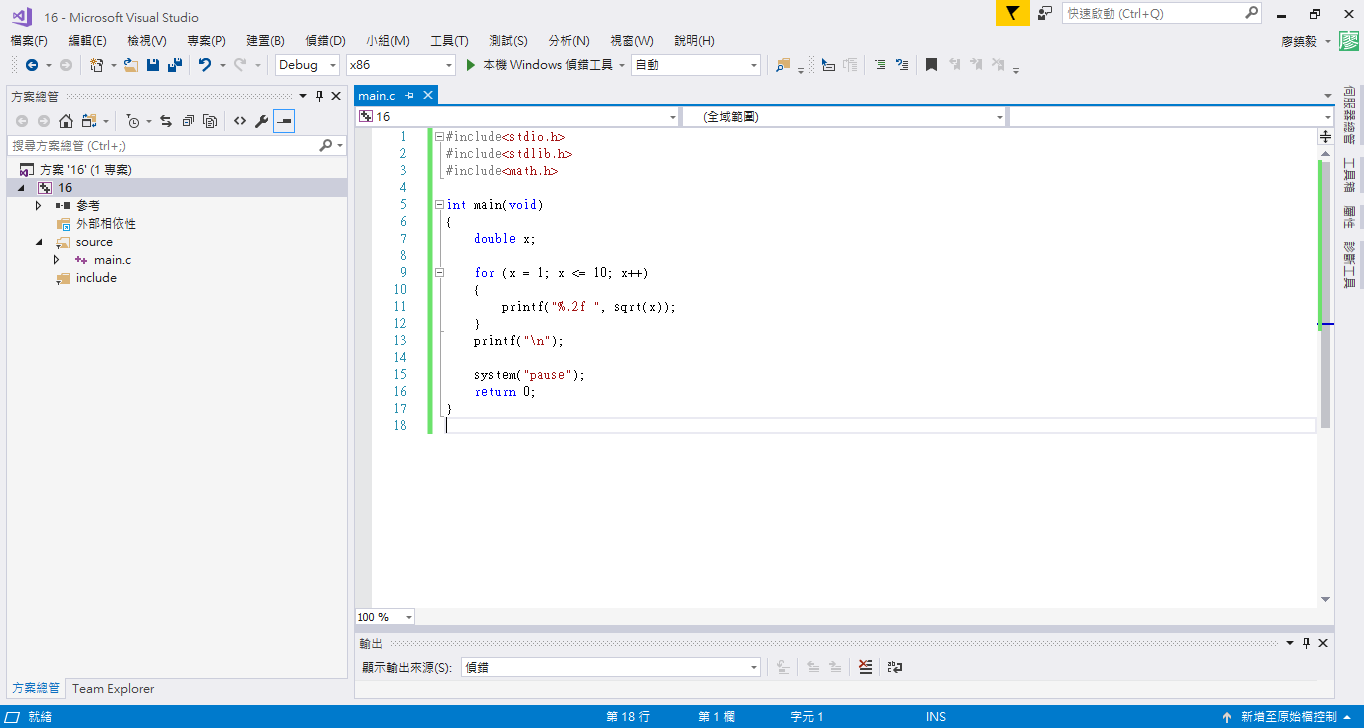 16 - Microsoft Visual Studio
快速啟動 (Ctrl+Q)
檔案(F) 編輯(E) 檢視(V) 專案(P) 建置(B) 偵錯(D) 小組(M) 工具(T) 測試(S) 分析(N) 視窗(W) 說明(H)
廖鎮毅 廖
Debug x86 本機 Windows 偵錯工具 自動
方案總管
搜尋方案總管 (Ctrl+;)
方案 '16' (1 專案)
16
參考
外部相依性
source
main.c
include
方案總管 Team Explorer
main.c
16 (全域範圍)
1 #include<stdio.h>
2 #include<stdlib.h>
3 #include<math.h>
4
5 int main(void)
6 {
7 double x;
8
9 for (x = 1; x <= 10; x++)
10 {
11 printf("%.2f ", sqrt(x));
12 }
13 printf("\n");
14
15 system("pause");
16 return 0;
17 }
18
100 %
輸出
顯示輸出來源(S): 偵錯
伺服器總管
工具箱
屬性
診斷工具
就緒 第 18 行 第 1 欄 字元 1 INS 新增至原始檔控制